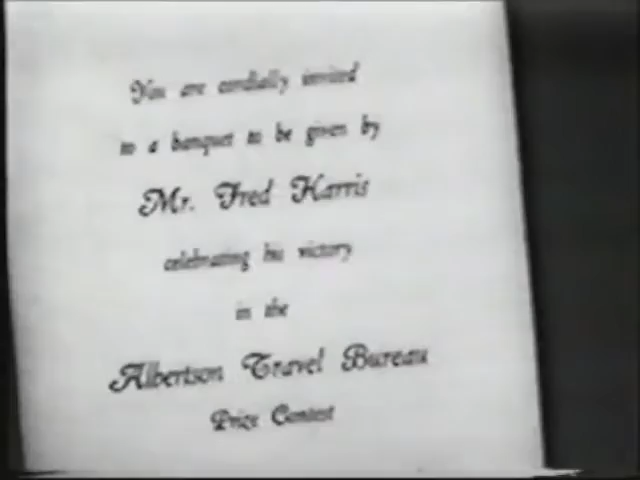 You are cordially invited
to a banquet to be given by
Mr. Fred Harris
celebrating his victory
in the
Albertson Travel Bureau
Prize Contest